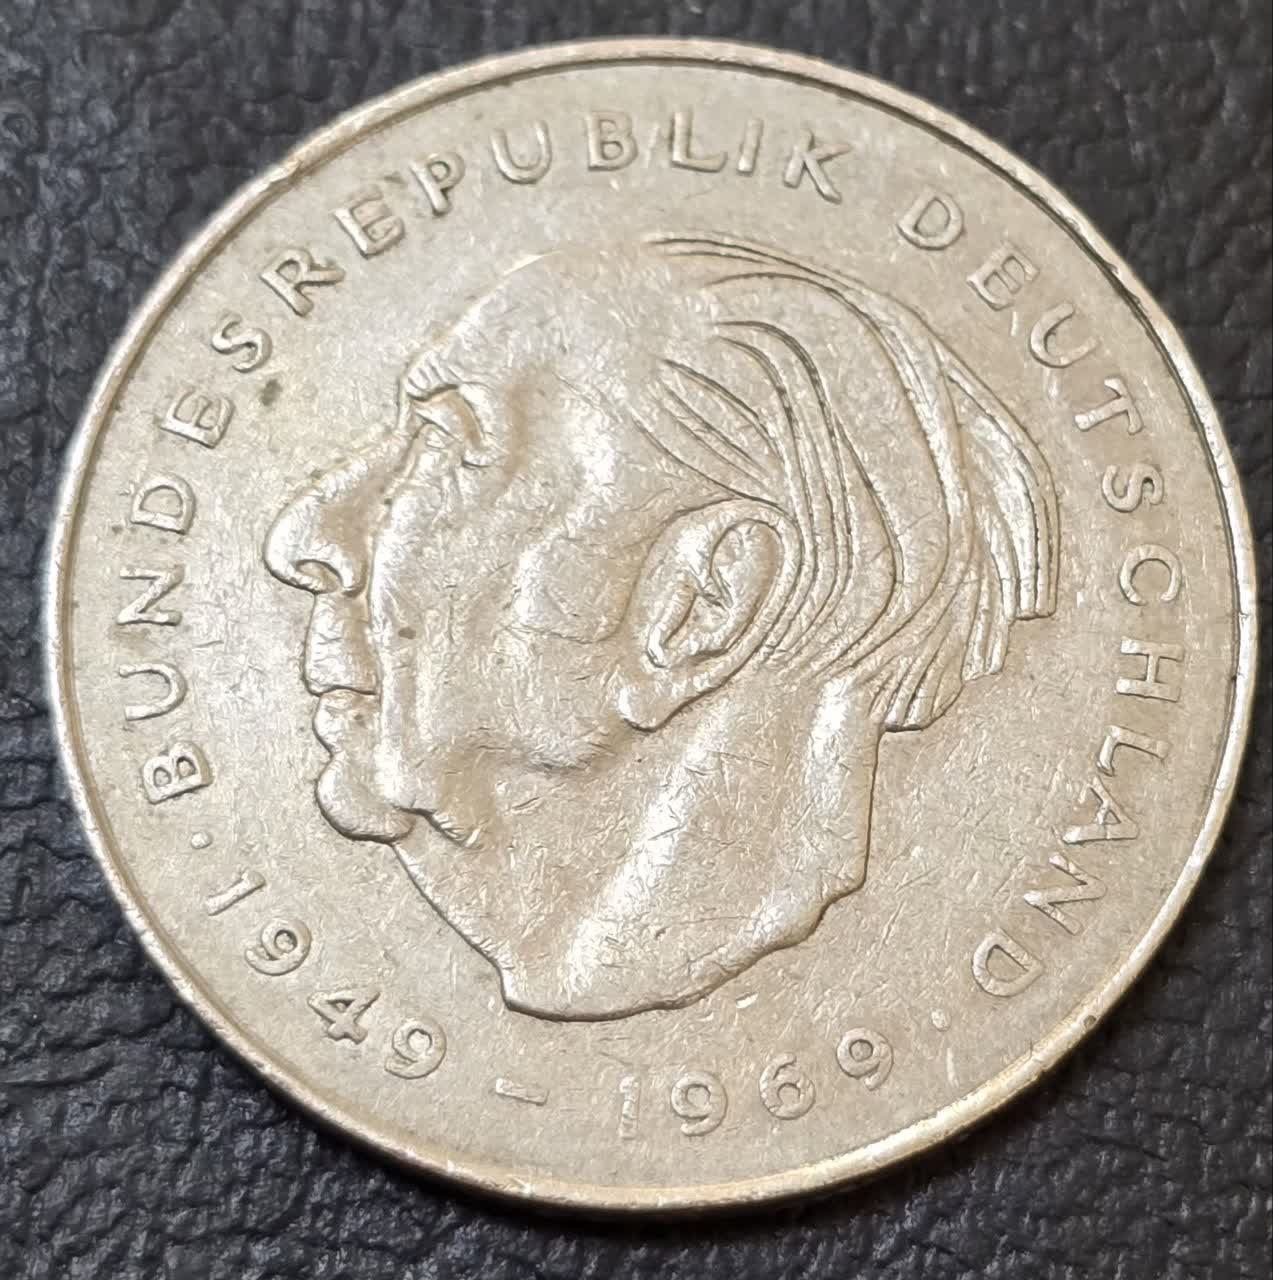 BUNDESREPUBLIK DEUTSCHLAND
· 1949 – 1969 ·